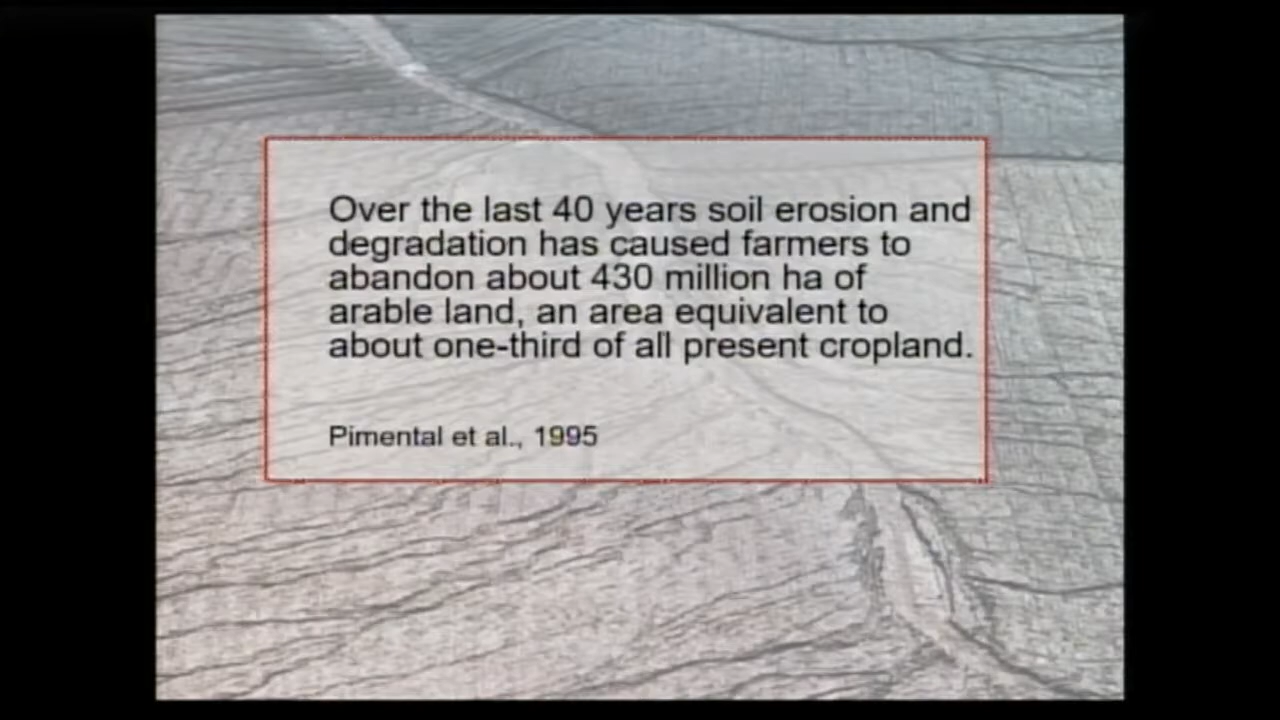 Over the last 40 years soil erosion and
degradation has caused farmers to
abandon about 430 million ha of
arable land, an area equivalent to
about one-third of all present cropland.
Pimental et al., 1995